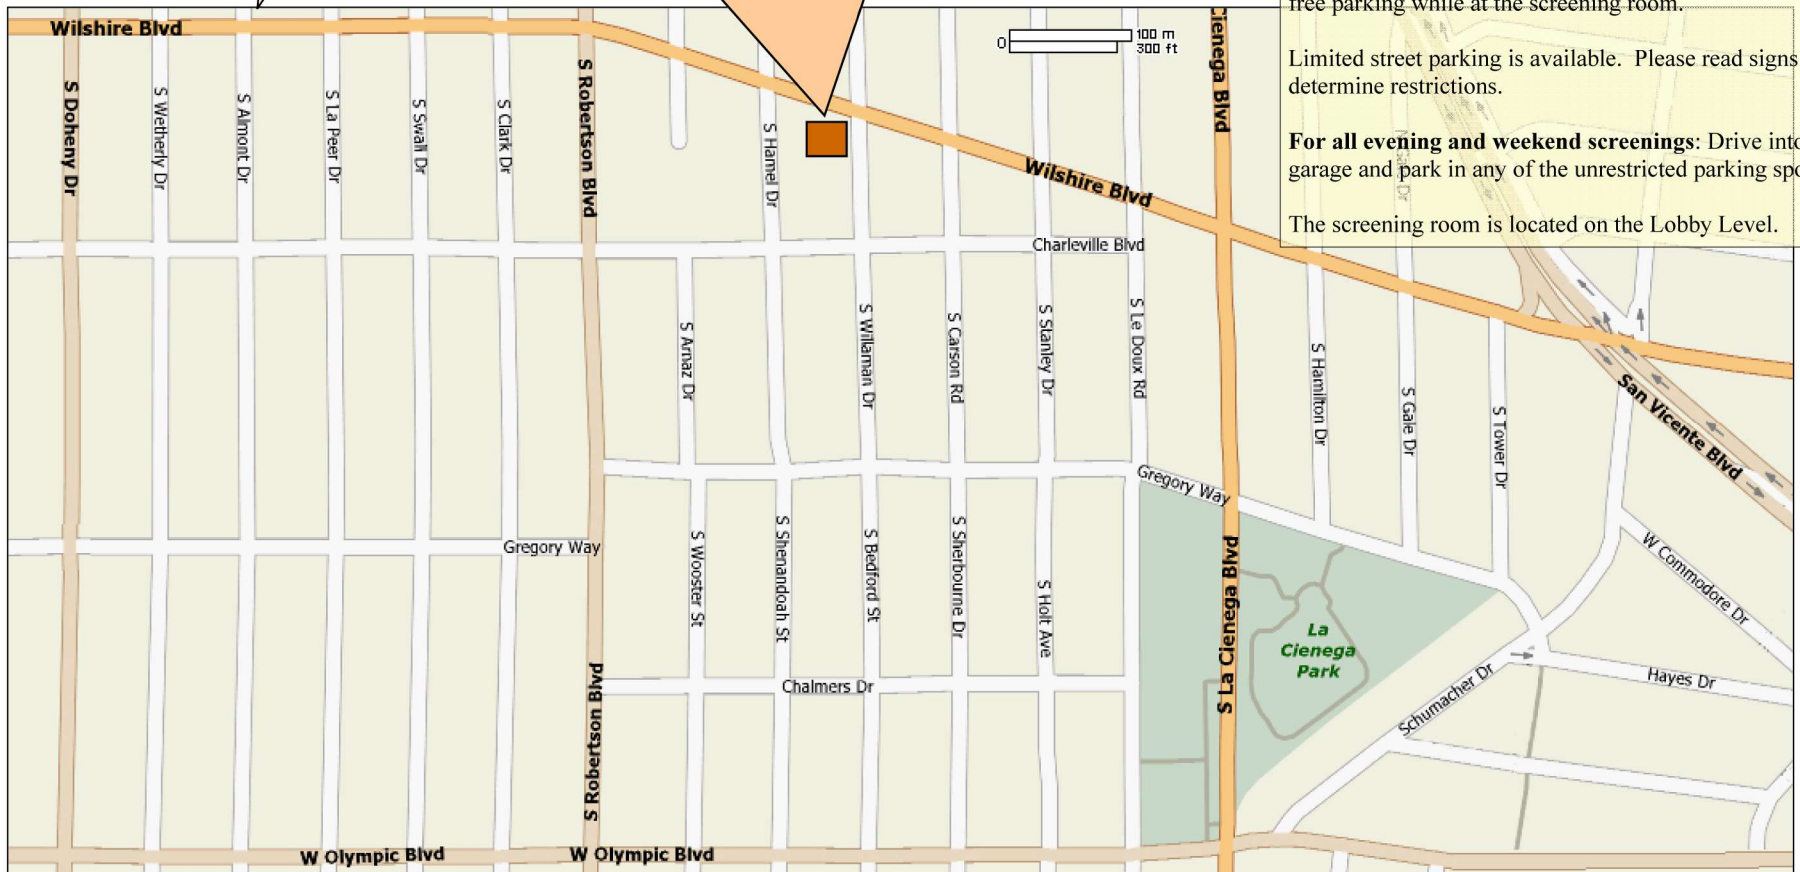 free parking while at the screening room.
Limited street parking is available. Please read signs
determine restrictions.
For all evening and weekend screenings: Drive into
garage and park in any of the unrestricted parking spo
The screening room is located on the Lobby Level.
Wilshire Blvd
0
100 m
300 ft
Cienega Blvd
S Doheny Dr
S Wetherly Dr
S Almont Dr
S La Peer Dr
S Swall Dr
S Clark Dr
S Robertson Blvd
S Hamel Dr
Wilshire Blvd
Charleville Blvd
S Arnaz Dr
S Willaman Dr
S Carson Rd
S Stanley Dr
S Le Doux Rd
S Hamilton Dr
S Gale Dr
S Tower Dr
San Vicente Blvd
Gregory Way
Gregory Way
S Wooster St
S Shenandoah St
S Bedford St
S Sherbourne Dr
S Holt Ave
S La Cienega Blvd
La
Cienega
Park
W Commodore Dr
Hayes Dr
Schumacher Dr
Chalmers Dr
S Robertson Blvd
W Olympic Blvd
W Olympic Blvd